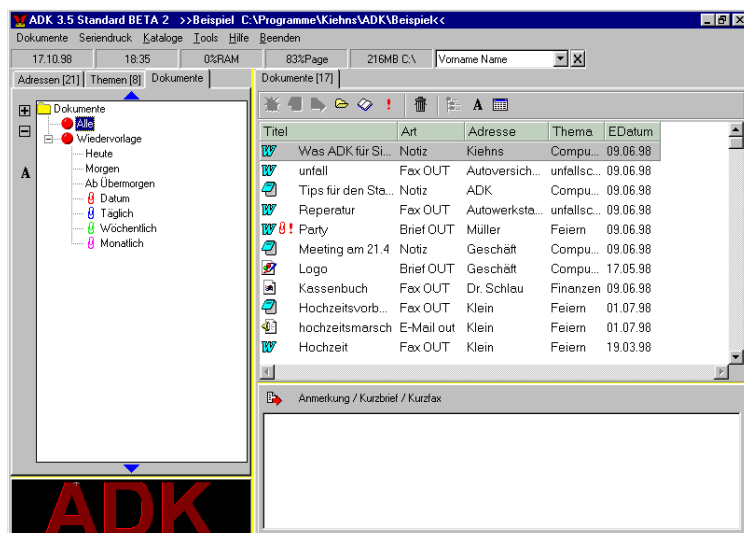 ADK 3.5 Standard BETA 2 >>Beispiel C:\Programme\Kiehns\ADK\Beispiel<<
Dokumente Seriendruck Kataloge Tools Hilfe Beenden
17.10.98 18:35 0%RAM 83%Page 216MB C:\ Vorname Name
Adressen [21] Themen [8] Dokumente
Dokumente
Alle
Wiedervorlage
Heute
Morgen
Ab Übermorgen
Datum
Täglich
Wöchentlich
Monatlich
A
ADK
Dokumente [17]
A
Titel Art Adresse Thema EDatum
Was ADK für Si... Notiz Kiehns Compu... 09.06.98
unfall Fax OUT Autoversich... unfallsc... 09.06.98
Tips für den Sta... Notiz ADK Compu... 09.06.98
Reperatur Fax OUT Autowerksta... unfallsc... 09.06.98
Party Brief OUT Müller Feiern 09.06.98
Meeting am 21.4 Notiz Geschäft Compu... 09.06.98
Logo Brief OUT Geschäft Compu... 17.05.98
Kassenbuch Fax OUT Dr. Schlau Finanzen 09.06.98
Hochzeitsvorb... Fax OUT Klein Feiern 01.07.98
hochzeitsmarsch E-Mail out Klein Feiern 01.07.98
Hochzeit Fax OUT Klein Feiern 19.03.98
Anmerkung / Kurzbrief / Kurzfax